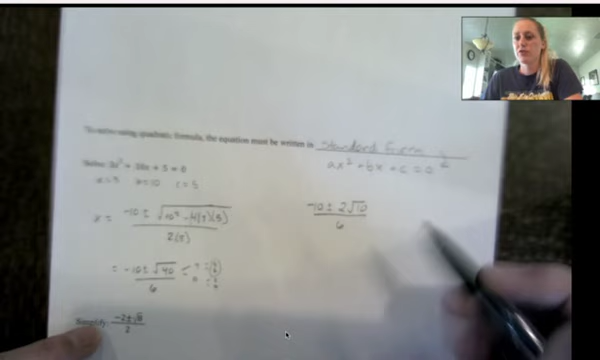 To solve using quadratic formula, the equation must be written in standard form
ax² + bx + c = 0
Solve: 3x² + 10x + 5 = 0
a=3 b=10 c=5
x = -10 ± √10² - 4(3)(5)
2(3)
-10 ± 2√10
6
= -10 ± √40
6
Simplify:
2